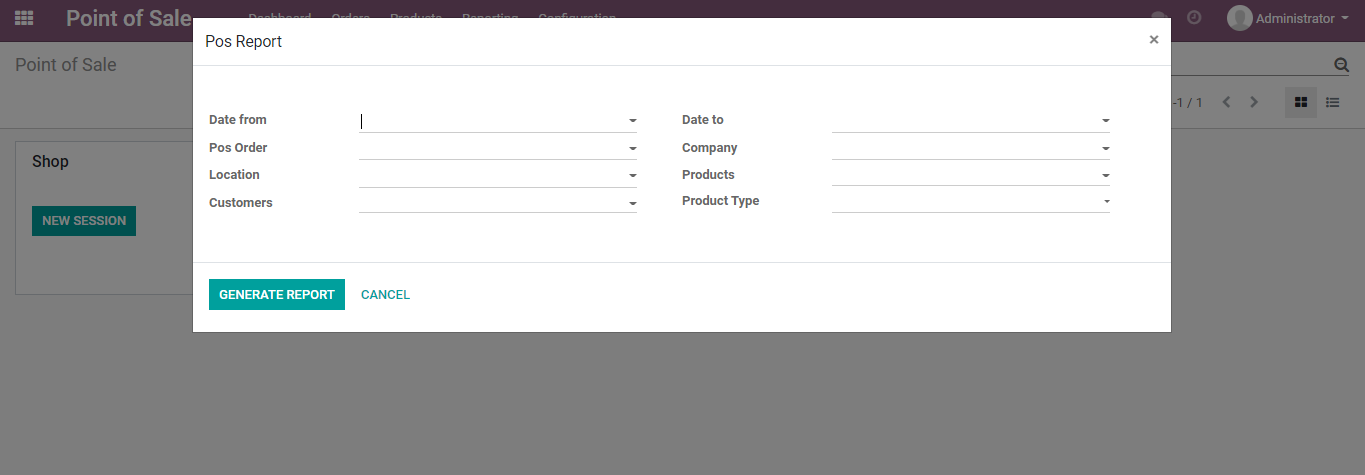 Point of Sale Dashboard Orders Products Reporting Configuration Administrator
Pos Report ×
Point of Sale
-1 / 1
Date from Date to
Pos Order Company
Shop
Location Products
Customers Product Type
NEW SESSION
GENERATE REPORT CANCEL